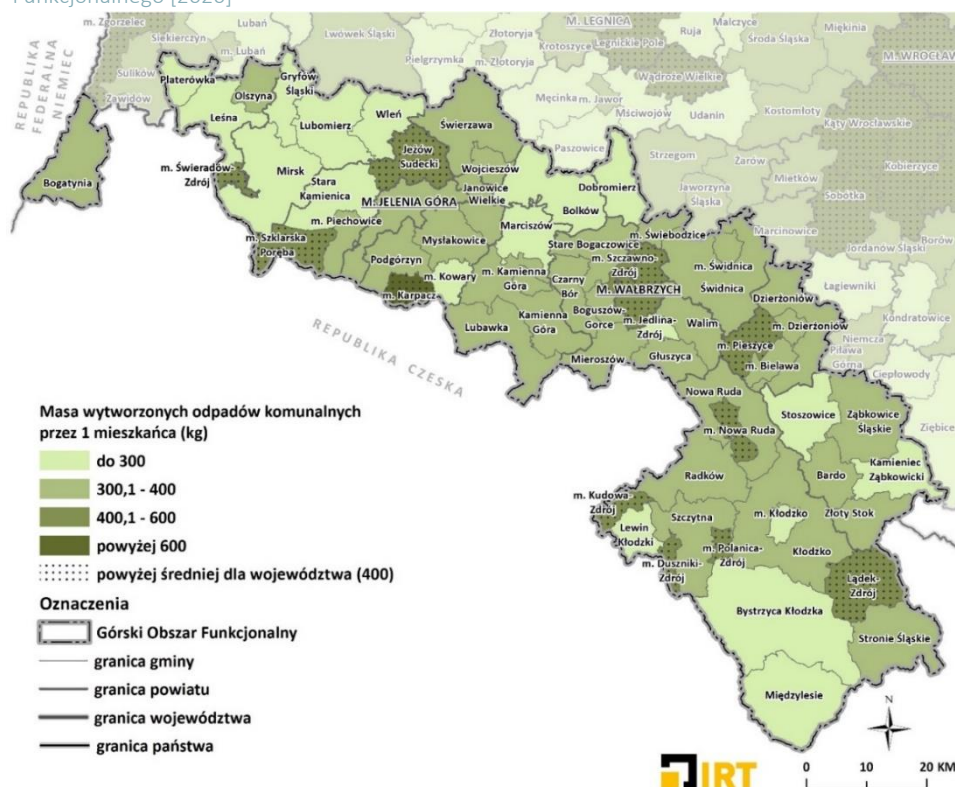 Funkcjonalnego [2020]
m. Zgorzelec
Lubań
m. Lubań
Siekierczyn
Sulików
Zawidów
Lwówek Śląski
Pielgrzymka
Złotoryja
m. Złotoryja
Krotoszyce
M. LEGNICA
Legnickie Pole
Ruja
Malczyce
Środa Śląska
Miękinia
M. WROCŁAW
Wądroże Wielkie
Męcinka
m. Jawor
Mściwojów
Udanin
Kostomłoty
Kąty Wrocławskie
Paszowice
Strzegom
Żarów
Mietków
Kobierzyce
Sobótka
Jaworzyna
Śląska
Marcinowice
Jordanów Śląski
Borów
Łagiewniki
Kondratowice
Niemcza
Piława
Górna
Ciepłowody
Ziębice
REPUBLIKA
FEDERALNA
NIEMIEC
REPUBLIKA CZESKA
Platerówka
Olszyna
Gryfów
Śląski
Leśna
Lubomierz
Wleń
Świerzawa
Bogatynia
m. Świeradów-
Zdrój
Mirsk
Stara
Kamienica
Jeżów
Sudecki
Wojcieszów
Janowice
Wielkie
M. JELENIA GÓRA
m. Piechowice
m. Szklarska
Poręba
Podgórzyn
Mysłakowice
m. Karpacz
m. Kowary
Marciszów
Bolków
Dobromierz
m. Kamienna
Góra
Kamienna
Góra
Lubawka
Stare Bogaczowice
Czarny
Bór
m. Szczawno-
Zdrój
m. Świebodzice
M. WAŁBRZYCH
Boguszów-
Gorce
m. Jedlina-
Zdrój
Mieroszów
Głuszyca
Walim
m. Świdnica
Świdnica
Dzierżoniów
m. Dzierżoniów
m. Pieszyce
m. Bielawa
Nowa Ruda
m. Nowa Ruda
Stoszowice
Ząbkowice
Śląskie
Kamieniec
Ząbkowicki
Bardo
Złoty Stok
Radków
m. Kudowa-
Zdrój
Lewin
Kłodzki
Szczytna
m. Kłodzko
Kłodzko
m. Polanica-
Zdrój
m. Duszniki-
Zdrój
Lądek-
Zdrój
Bystrzyca Kłodzka
Stronie Śląskie
Międzylesie
Masa wytworzonych odpadów komunalnych
przez 1 mieszkańca (kg)
do 300
300,1 - 400
400,1 - 600
powyżej 600
powyżej średniej dla województwa (400)
Oznaczenia
Górski Obszar Funkcjonalny
granica gminy
granica powiatu
granica województwa
granica państwa
N
IRT
0 10 20 KM